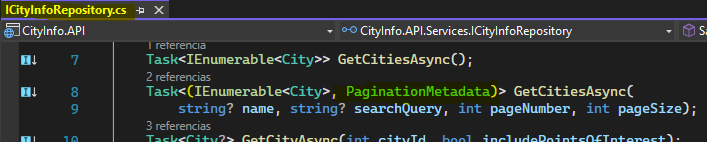 ICityInfoRepository.cs
CityInfo.API
CityInfo.API.Services.ICityInfoRepository
1 referencia
7 Task<IEnumerable<City>> GetCitiesAsync();
2 referencias
8 Task<(IEnumerable<City>, PaginationMetadata)> GetCitiesAsync(
9 string? name, string? searchQuery, int pageNumber, int pageSize);
3 referencias
10 Task<City?> GetCityAsync(int cityId, bool includePointsOfInterest);